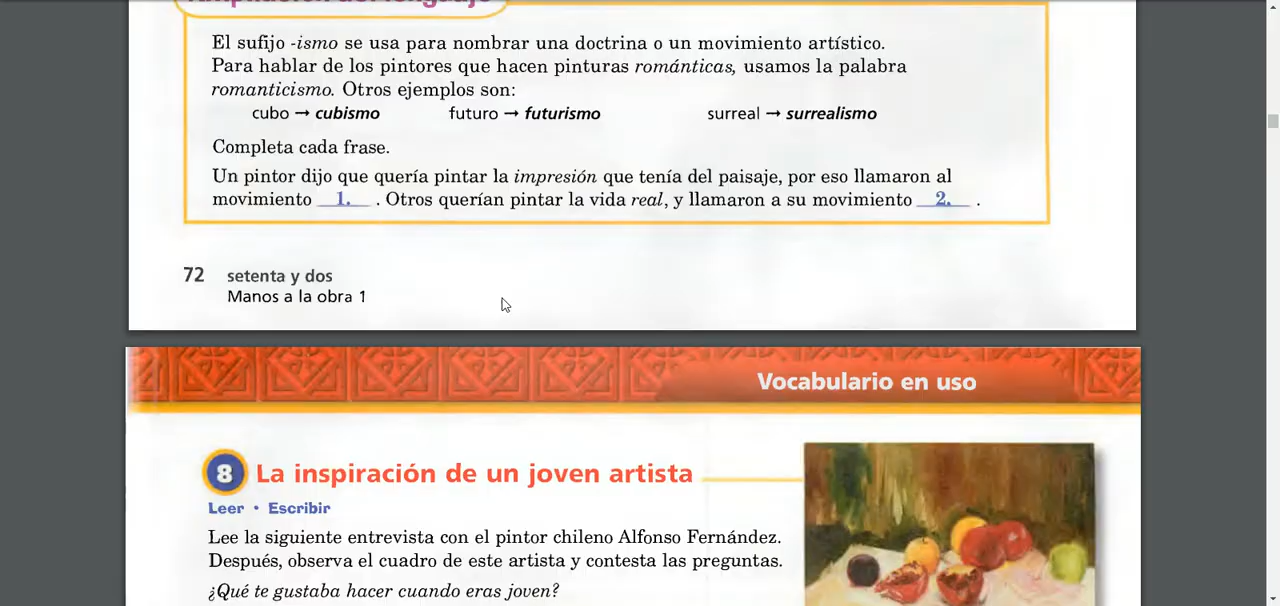 El sufijo -ismo se usa para nombrar una doctrina o un movimiento artístico.
Para hablar de los pintores que hacen pinturas románticas, usamos la palabra
romanticismo. Otros ejemplos son:
cubo → cubismo futuro → futurismo surreal → surrealismo
Completa cada frase.
Un pintor dijo que quería pintar la impresión que tenía del paisaje, por eso llamaron al
movimiento 1. . Otros querían pintar la vida real, y llamaron a su movimiento 2. .
72 setenta y dos
Manos a la obra 1
Vocabulario en uso
8 La inspiración de un joven artista
Leer • Escribir
Lee la siguiente entrevista con el pintor chileno Alfonso Fernández.
Después, observa el cuadro de este artista y contesta las preguntas.
¿Qué te gustaba hacer cuando eras joven?